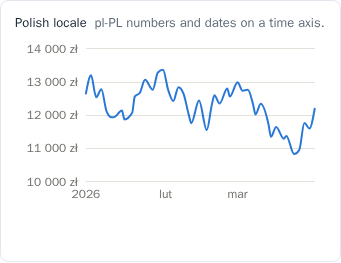 Polish locale pl-PL numbers and dates on a time axis.
14 000 zł
13 000 zł
12 000 zł
11 000 zł
10 000 zł
2026 lut mar